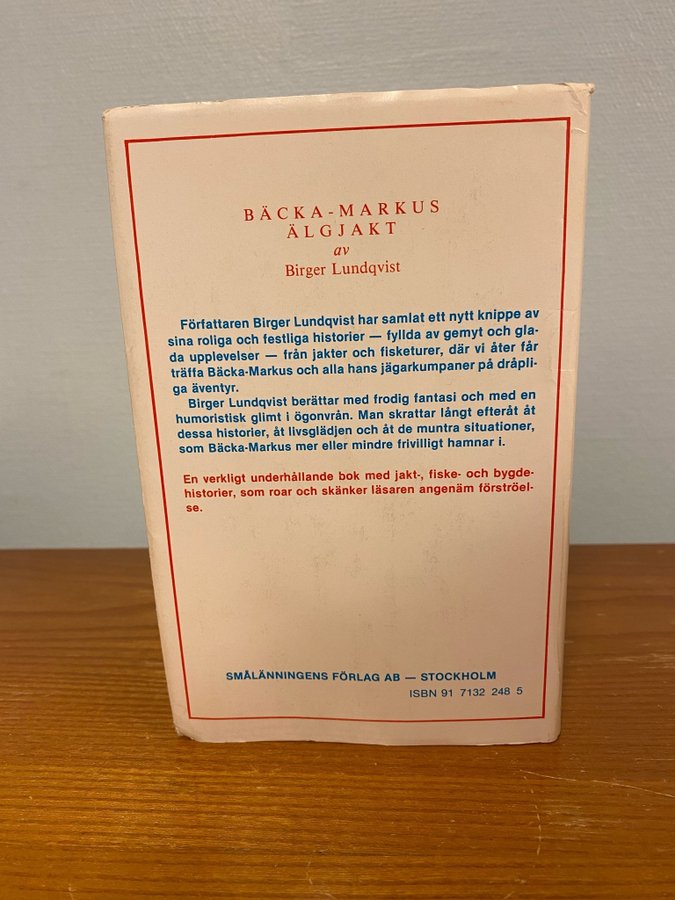 BÄCKA-MARKUS
ÄLGJAKT
av
Birger Lundqvist
Författaren Birger Lundqvist har samlat ett nytt knippe av
sina roliga och festliga historier — fyllda av gemyt och gla-
da upplevelser — från jakter och fisketurer, där vi åter får
träffa Bäcka-Markus och alla hans jägarkumpaner på dråpli-
ga äventyr.
Birger Lundqvist berättar med frodig fantasi och med en
humoristisk glimt i ögonvrån. Man skrattar långt efteråt åt
dessa historier, åt livsglädjen och åt de muntra situationer,
som Bäcka-Markus mer eller mindre frivilligt hamnar i.
En verkligt underhållande bok med jakt-, fiske- och bygde-
historier, som roar och skänker läsaren angenäm förströel-
se.
SMÅLÄNNINGENS FÖRLAG AB — STOCKHOLM
ISBN 91 7132 248 5